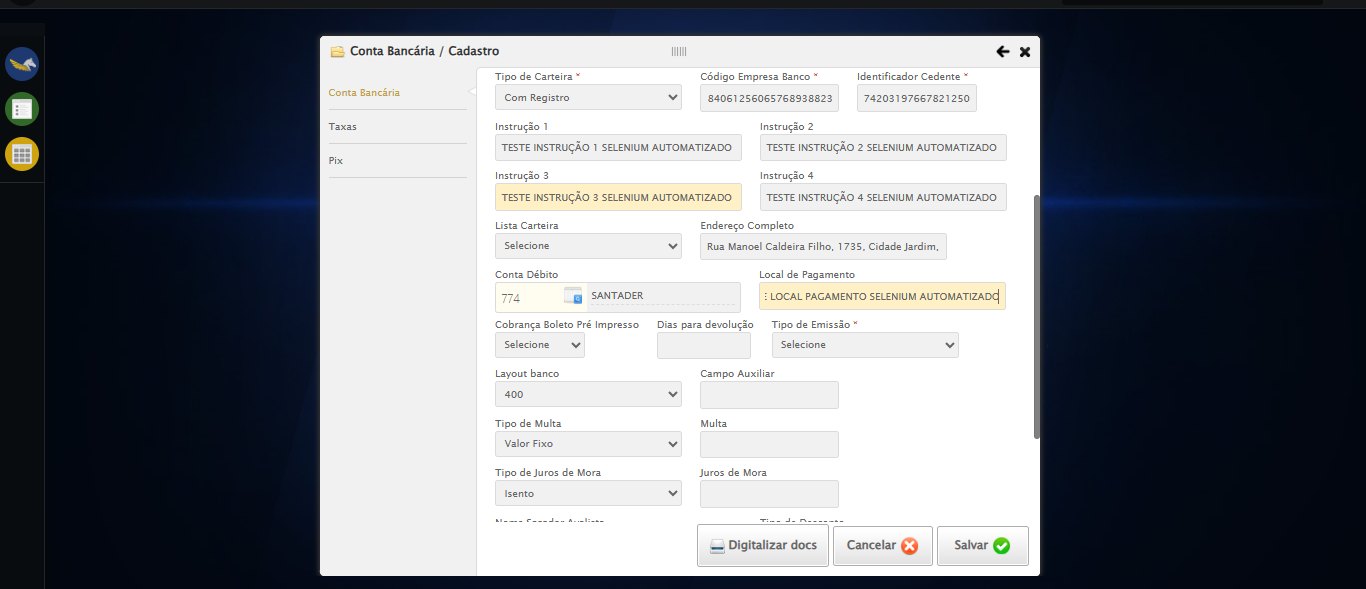 Conta Bancária / Cadastro
Conta Bancária
Taxas
Pix
Tipo de Carteira * Código Empresa Banco * Identificador Cedente *
Com Registro 84061256065768938823 74203197667821250
Instrução 1 Instrução 2
TESTE INSTRUÇÃO 1 SELENIUM AUTOMATIZADO TESTE INSTRUÇÃO 2 SELENIUM AUTOMATIZADO
Instrução 3 Instrução 4
TESTE INSTRUÇÃO 3 SELENIUM AUTOMATIZADO TESTE INSTRUÇÃO 4 SELENIUM AUTOMATIZADO
Lista Carteira Endereço Completo
Selecione Rua Manoel Caldeira Filho, 1735, Cidade Jardim,
Conta Débito Local de Pagamento
774 SANTADER LOCAL PAGAMENTO SELENIUM AUTOMATIZADO
Cobrança Boleto Pré Impresso Dias para devolução Tipo de Emissão *
Selecione Selecione
Layout banco Campo Auxiliar
400
Tipo de Multa Multa
Valor Fixo
Tipo de Juros de Mora Juros de Mora
Isento
Digitalizar docs Cancelar Salvar